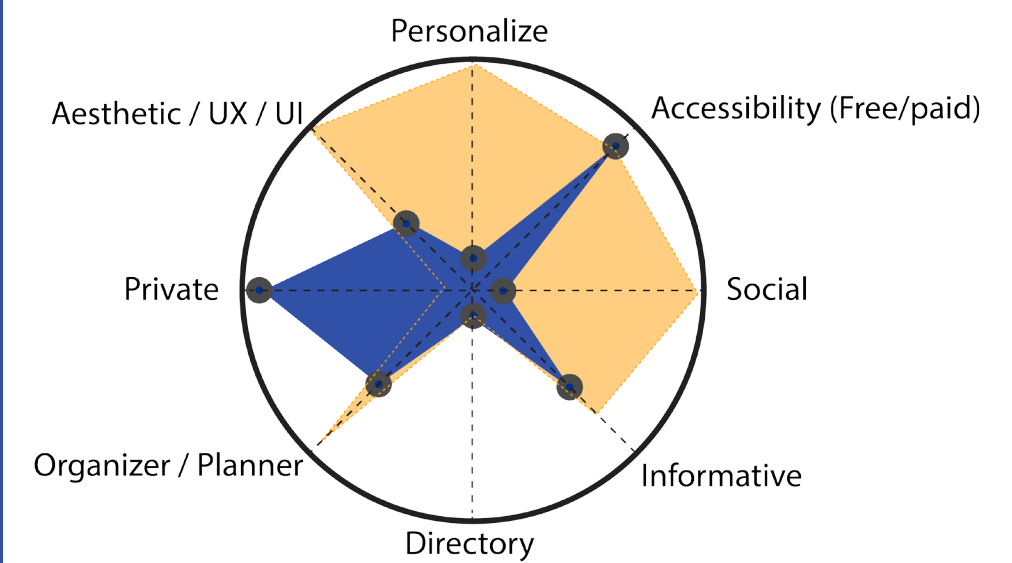 Personalize
Aesthetic / UX / UI
Accessibility (Free/paid)
Private
Social
Organizer / Planner
Informative
Directory